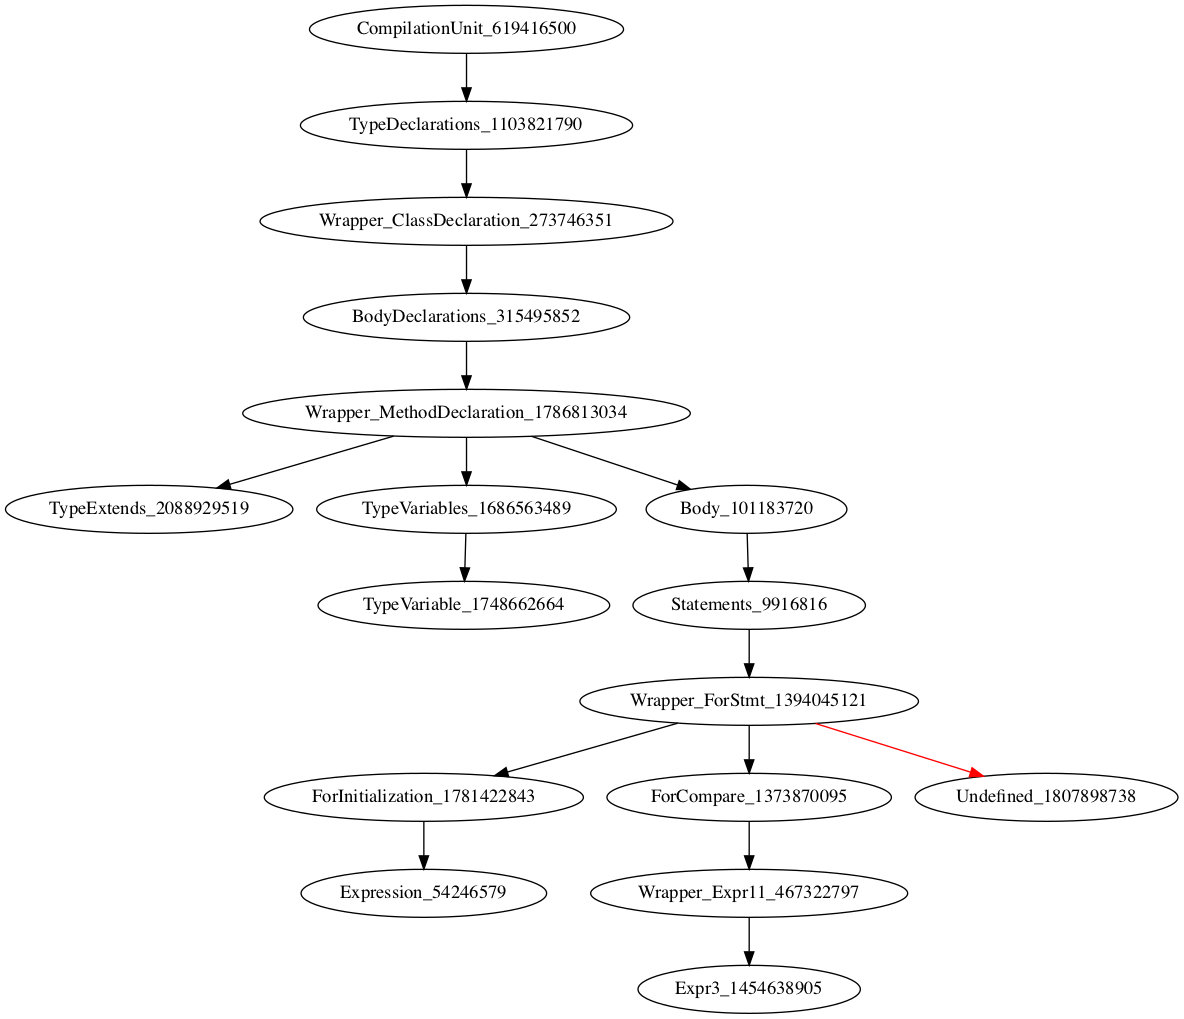 CompilationUnit_619416500
TypeDeclarations_1103821790
Wrapper_ClassDeclaration_273746351
BodyDeclarations_315495852
Wrapper_MethodDeclaration_1786813034
TypeExtends_2088929519
TypeVariables_1686563489
Body_101183720
TypeVariable_1748662664
Statements_9916816
Wrapper_ForStmt_1394045121
ForInitialization_1781422843
ForCompare_1373870095
Undefined_1807898738
Expression_54246579
Wrapper_Expr11_467322797
Expr3_1454638905